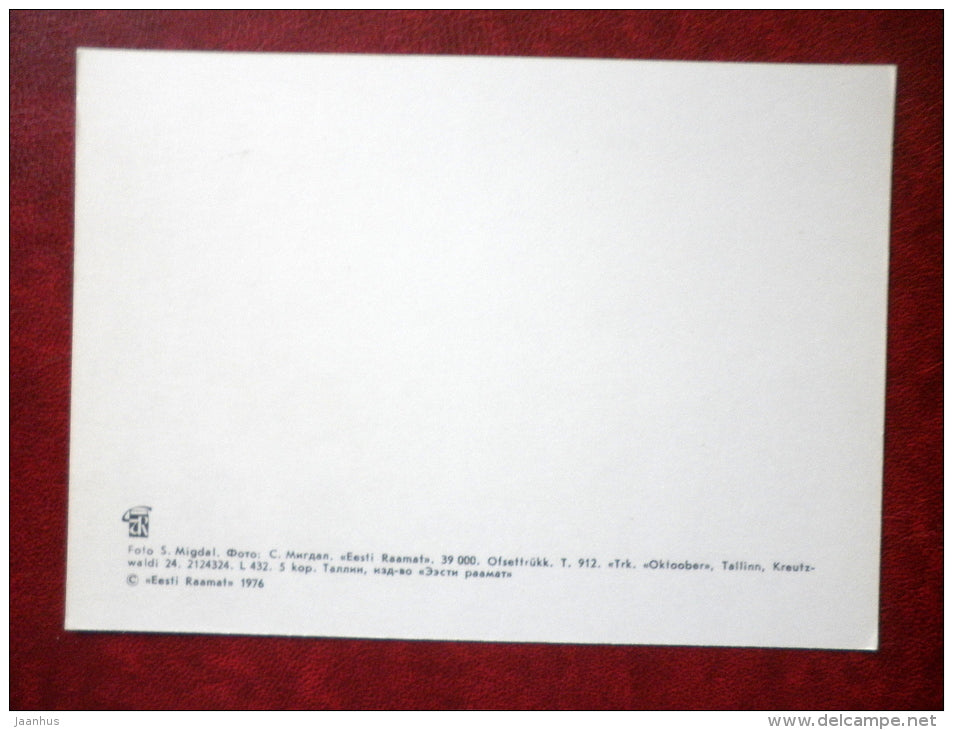 Foto S. Migdal. Фото: С. Мигдал. «Eesti Raamat». 39 000. Ofsettrükk. T. 912. «Trk. «Oktoober», Tallinn, Kreutz-
waldi 24. 2124324. L 432. 5 kop. Таллин, изд-во «Ээсти раамат»
© «Eesti Raamat» 1976
jaanhus
www.delcampe.net